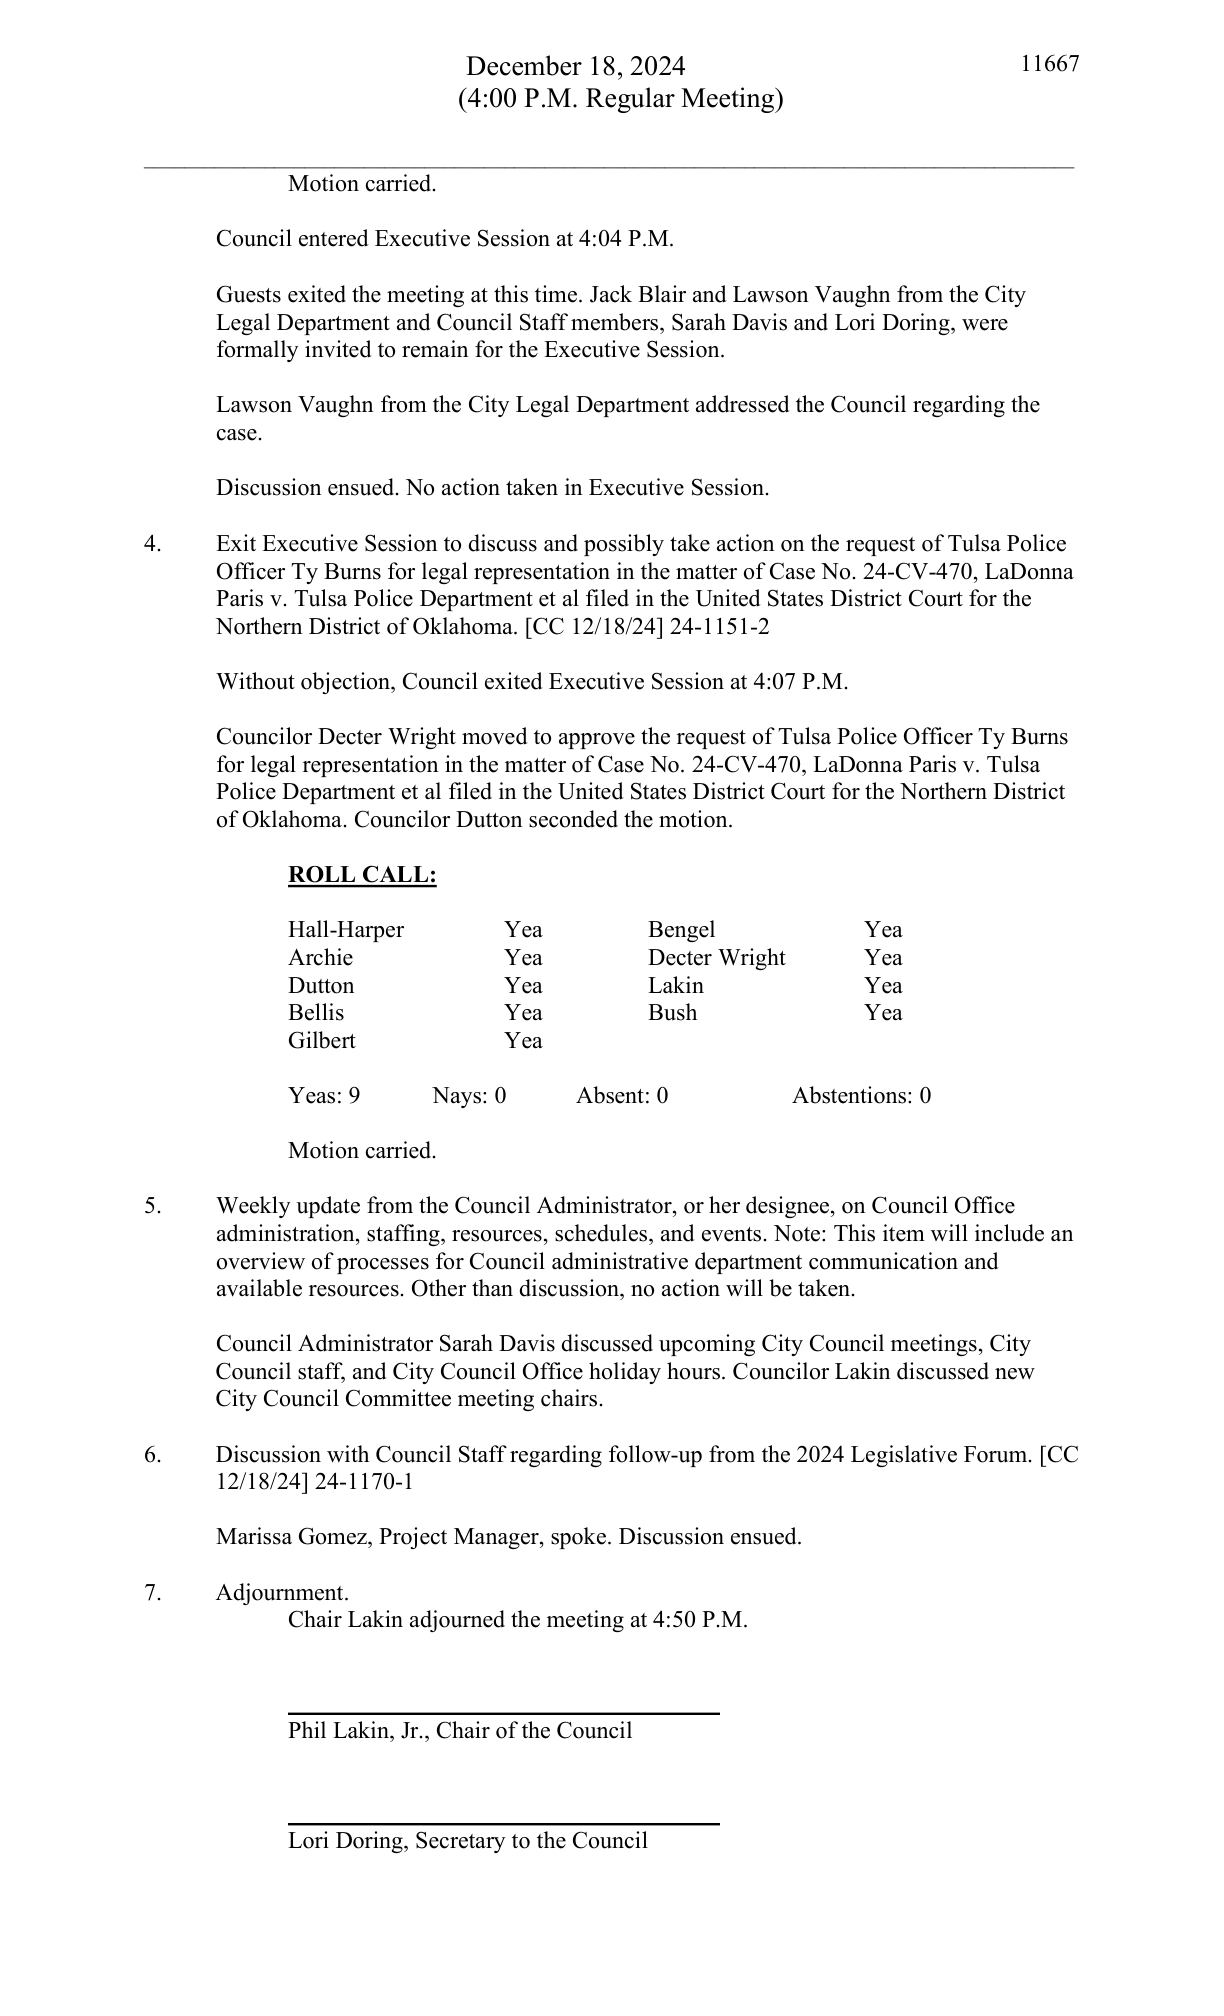 December 18, 2024
11667
(4:00 P.M. Regular Meeting)
Motion carried.
Council entered Executive Session at 4:04 P.M.
Guests exited the meeting at this time. Jack Blair and Lawson Vaughn from the City
Legal Department and Council Staff members, Sarah Davis and Lori Doring, were
formally invited to remain for the Executive Session.
Lawson Vaughn from the City Legal Department addressed the Council regarding the
case.
Discussion ensued. No action taken in Executive Session.
4. Exit Executive Session to discuss and possibly take action on the request of Tulsa Police
Officer Ty Burns for legal representation in the matter of Case No. 24-CV-470, LaDonna
Paris v. Tulsa Police Department et al filed in the United States District Court for the
Northern District of Oklahoma. [CC 12/18/24] 24-1151-2
Without objection, Council exited Executive Session at 4:07 P.M.
Councilor Decter Wright moved to approve the request of Tulsa Police Officer Ty Burns
for legal representation in the matter of Case No. 24-CV-470, LaDonna Paris v. Tulsa
Police Department et al filed in the United States District Court for the Northern District
of Oklahoma. Councilor Dutton seconded the motion.
ROLL CALL:
Hall-Harper Yea Bengel Yea
Archie Yea Decter Wright Yea
Dutton Yea Lakin Yea
Bellis Yea Bush Yea
Gilbert Yea
Yeas: 9 Nays: 0 Absent: 0 Abstentions: 0
Motion carried.
5. Weekly update from the Council Administrator, or her designee, on Council Office
administration, staffing, resources, schedules, and events. Note: This item will include an
overview of processes for Council administrative department communication and
available resources. Other than discussion, no action will be taken.
Council Administrator Sarah Davis discussed upcoming City Council meetings, City
Council staff, and City Council Office holiday hours. Councilor Lakin discussed new
City Council Committee meeting chairs.
6. Discussion with Council Staff regarding follow-up from the 2024 Legislative Forum. [CC
12/18/24] 24-1170-1
Marissa Gomez, Project Manager, spoke. Discussion ensued.
7. Adjournment.
Chair Lakin adjourned the meeting at 4:50 P.M.
Phil Lakin, Jr., Chair of the Council
Lori Doring, Secretary to the Council